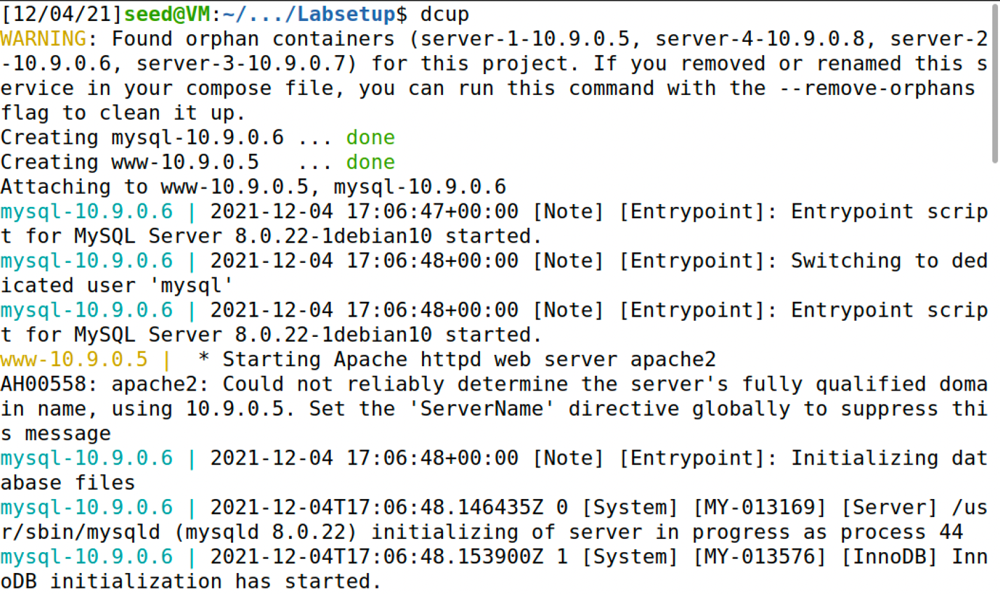 [12/04/21]seed@VM:~/.../Labsetup$ dcup
WARNING: Found orphan containers (server-1-10.9.0.5, server-4-10.9.0.8, server-2
-10.9.0.6, server-3-10.9.0.7) for this project. If you removed or renamed this s
ervice in your compose file, you can run this command with the --remove-orphans
flag to clean it up.
Creating mysql-10.9.0.6 ... done
Creating www-10.9.0.5   ... done
Attaching to www-10.9.0.5, mysql-10.9.0.6
mysql-10.9.0.6 | 2021-12-04 17:06:47+00:00 [Note] [Entrypoint]: Entrypoint scrip
t for MySQL Server 8.0.22-1debian10 started.
mysql-10.9.0.6 | 2021-12-04 17:06:48+00:00 [Note] [Entrypoint]: Switching to ded
icated user 'mysql'
mysql-10.9.0.6 | 2021-12-04 17:06:48+00:00 [Note] [Entrypoint]: Entrypoint scrip
t for MySQL Server 8.0.22-1debian10 started.
www-10.9.0.5 |  * Starting Apache httpd web server apache2
AH00558: apache2: Could not reliably determine the server's fully qualified doma
in name, using 10.9.0.5. Set the 'ServerName' directive globally to suppress thi
s message
mysql-10.9.0.6 | 2021-12-04 17:06:48+00:00 [Note] [Entrypoint]: Initializing dat
abase files
mysql-10.9.0.6 | 2021-12-04T17:06:48.146435Z 0 [System] [MY-013169] [Server] /us
r/sbin/mysqld (mysqld 8.0.22) initializing of server in progress as process 44
mysql-10.9.0.6 | 2021-12-04T17:06:48.153900Z 1 [System] [MY-013576] [InnoDB] Inn
oDB initialization has started.